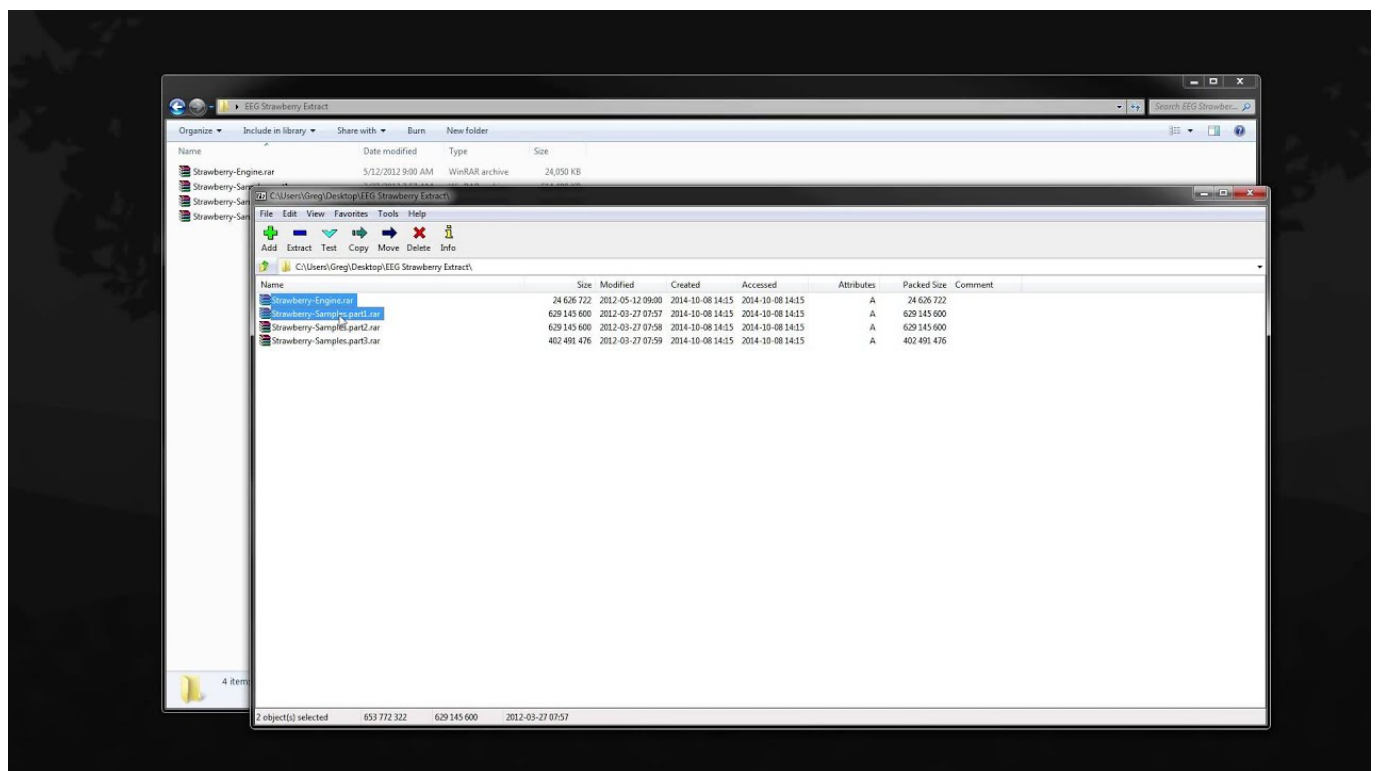 EEG Strawberry Extract
Search EEG Strawber...
Organize Include in library Share with Burn New folder
Name Date modified Type Size
Strawberry-Engine.rar 5/12/2012 9:00 AM WinRAR archive 24,050 KB
Strawberry-Sam
Strawberry-San
Strawberry-San
4 item
C:\Users\Greg\Desktop\EEG Strawberry Extract\
File Edit View Favorites Tools Help
Add Extract Test Copy Move Delete Info
C:\Users\Greg\Desktop\EEG Strawberry Extract\
Name Size Modified Created Accessed Attributes Packed Size Comment
Strawberry-Engine.rar 24 626 722 2012-05-12 09:00 2014-10-08 14:15 2014-10-08 14:15 A 24 626 722
Strawberry-Samples.part1.rar 629 145 600 2012-03-27 07:57 2014-10-08 14:15 2014-10-08 14:15 A 629 145 600
Strawberry-Samples.part2.rar 629 145 600 2012-03-27 07:58 2014-10-08 14:15 2014-10-08 14:15 A 629 145 600
Strawberry-Samples.part3.rar 402 491 476 2012-03-27 07:59 2014-10-08 14:15 2014-10-08 14:15 A 402 491 476
2 object(s) selected 653 772 322 629 145 600 2012-03-27 07:57